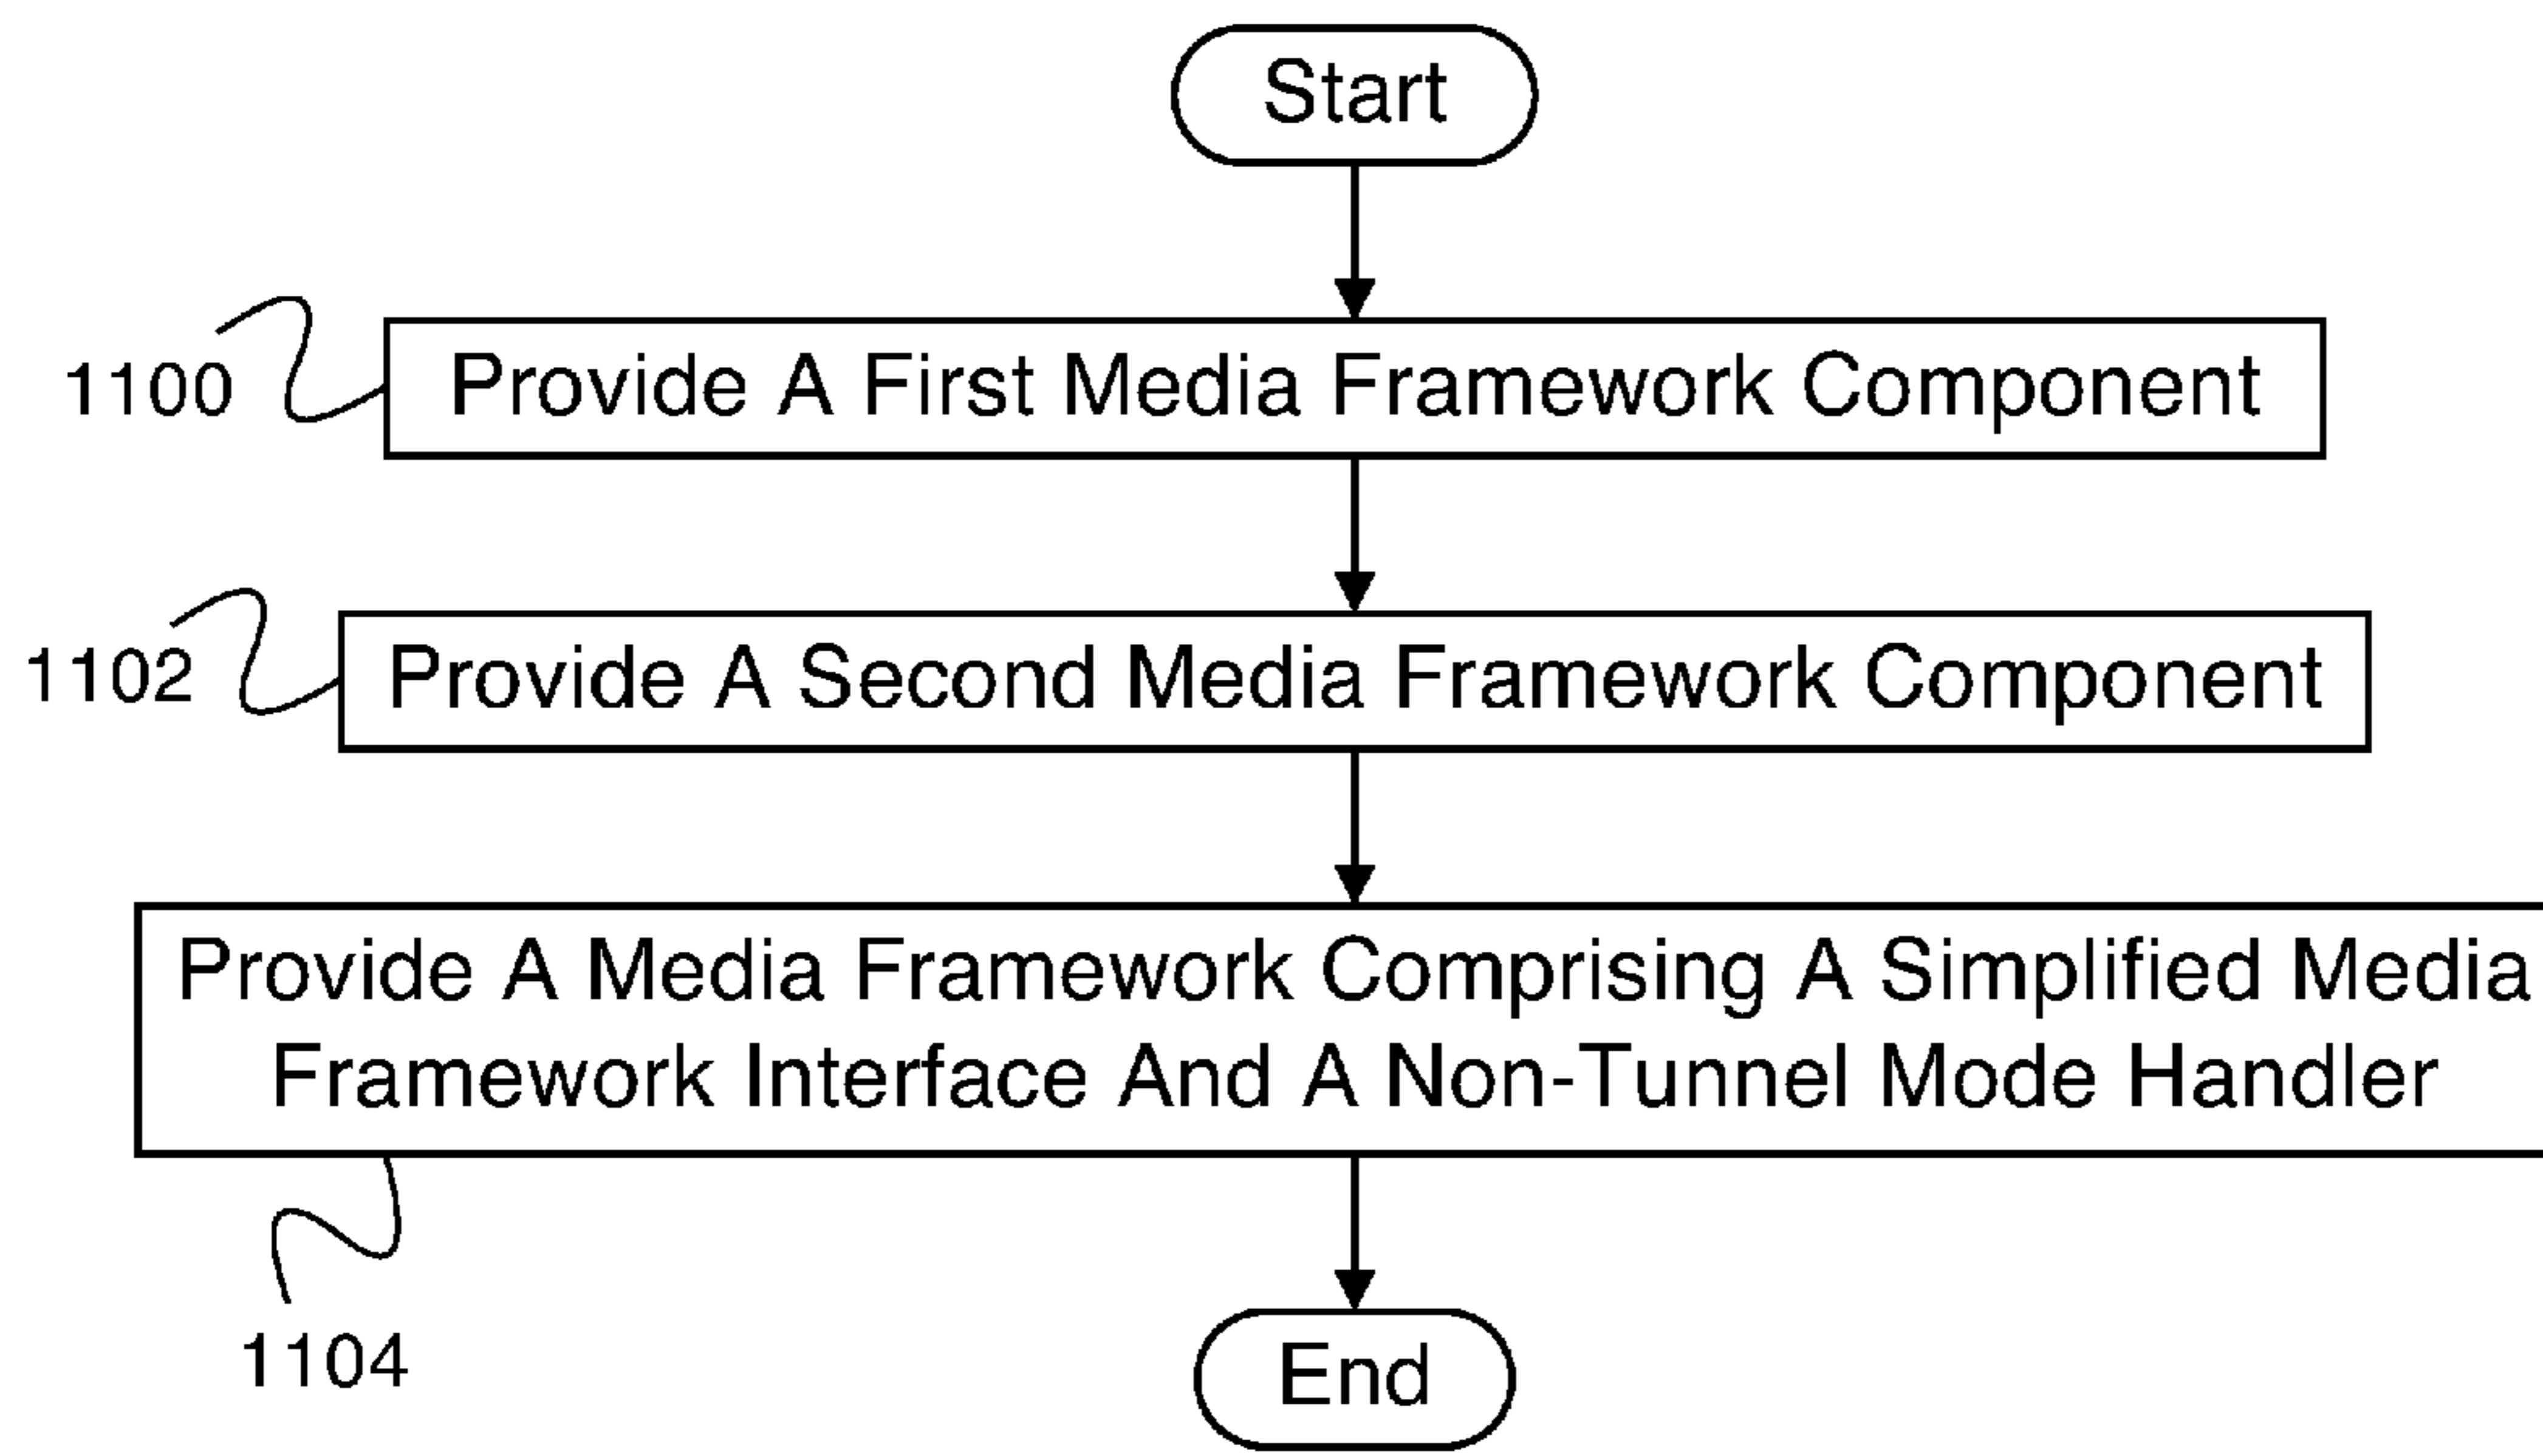 Start
1100
Provide A First Media Framework Component
1102
Provide A Second Media Framework Component
Provide A Media Framework Comprising A Simplified Media
Framework Interface And A Non-Tunnel Mode Handler
1104
End